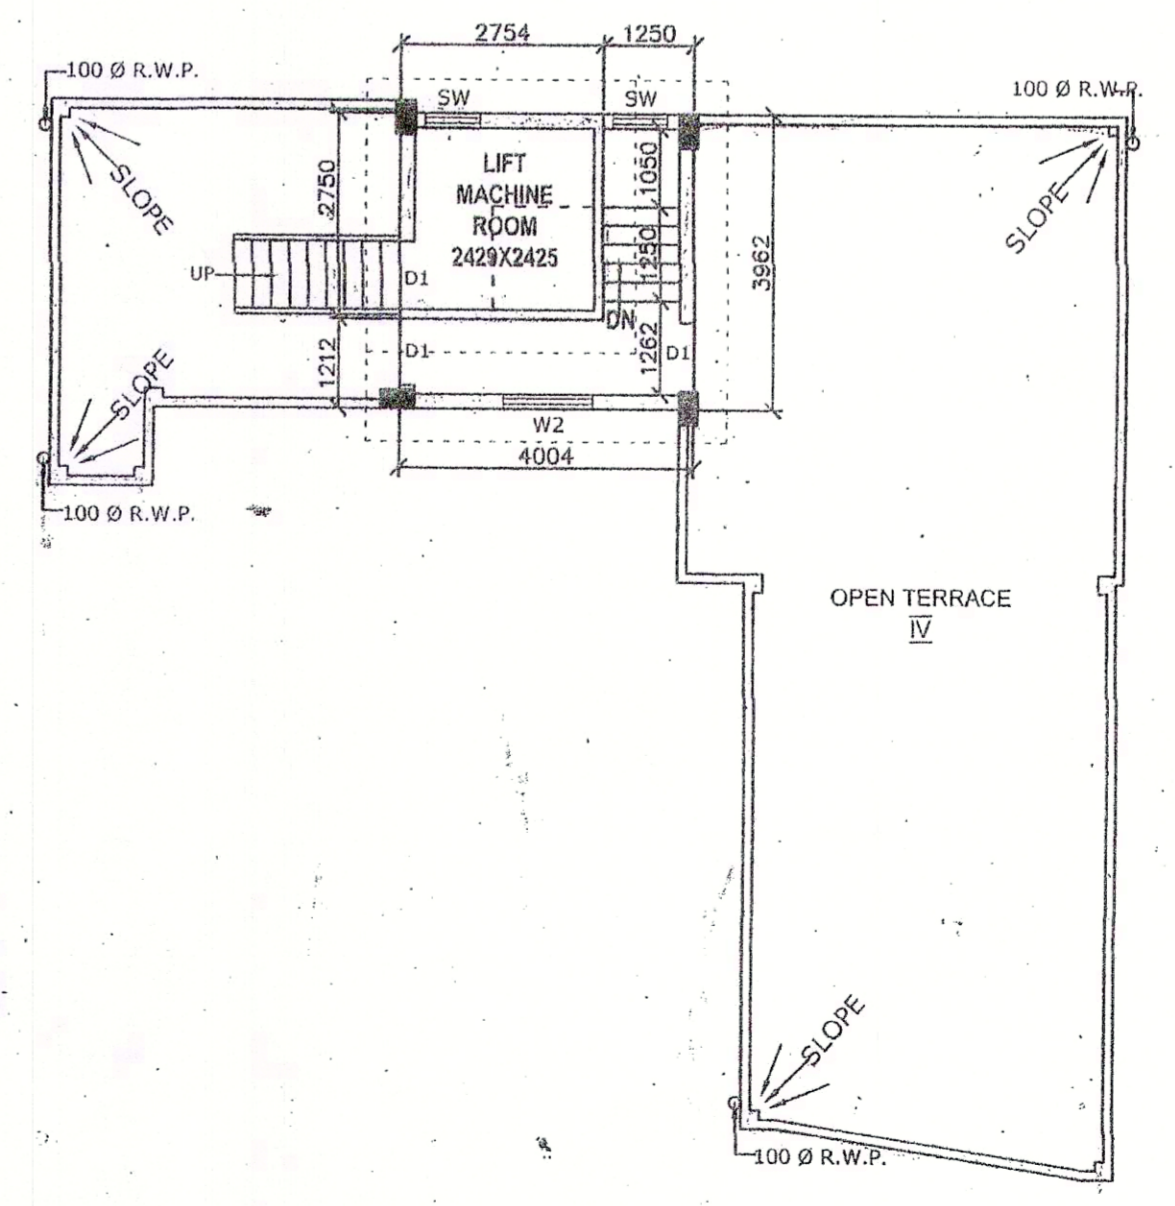 2754
1250
100 Ø R.W.P.
100 Ø R.W.P.
SW
SW
LIFT
MACHINE
ROOM
2429X2425
1050
2750
SLOPE
SLOPE
UP
D1
1250
3962
DN
1212
D1
1262
D1
SLOPE
W2
4004
100 Ø R.W.P.
OPEN TERRACE
IV
SLOPE
100 Ø R.W.P.